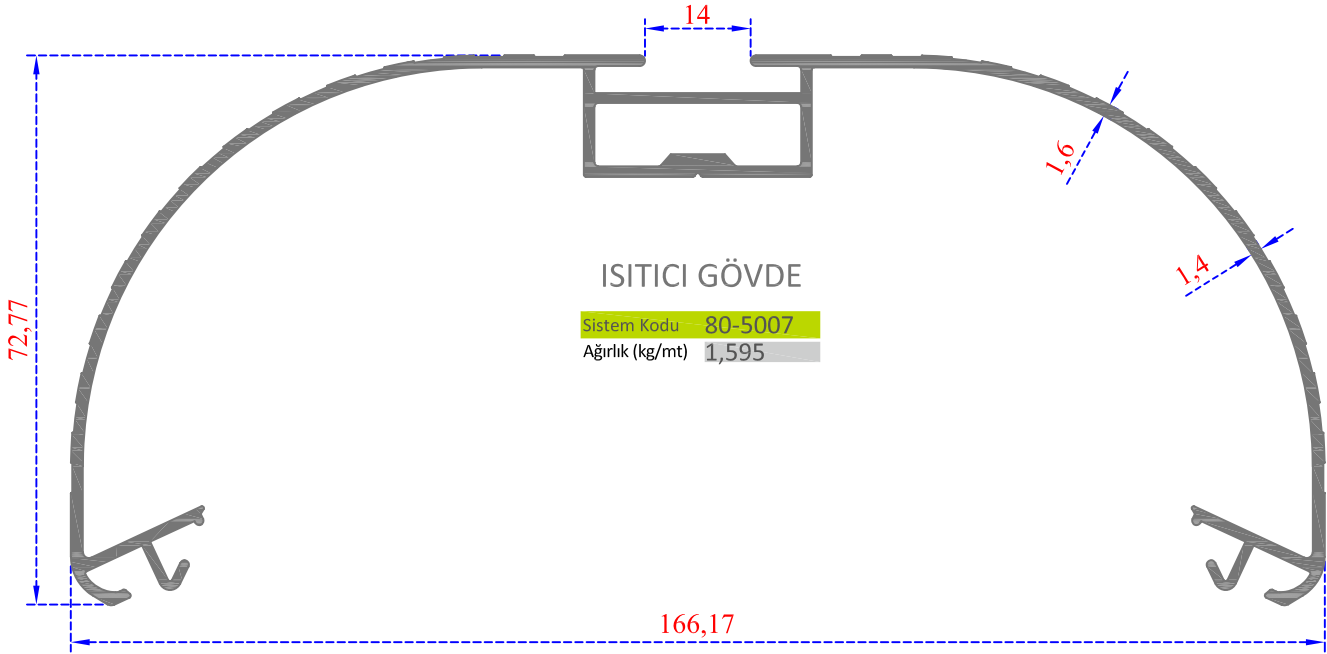 14
1,6
1,4
72,77
ISITICI GÖVDE
Sistem Kodu 80-5007
Ağırlık (kg/mt) 1,595
166,17